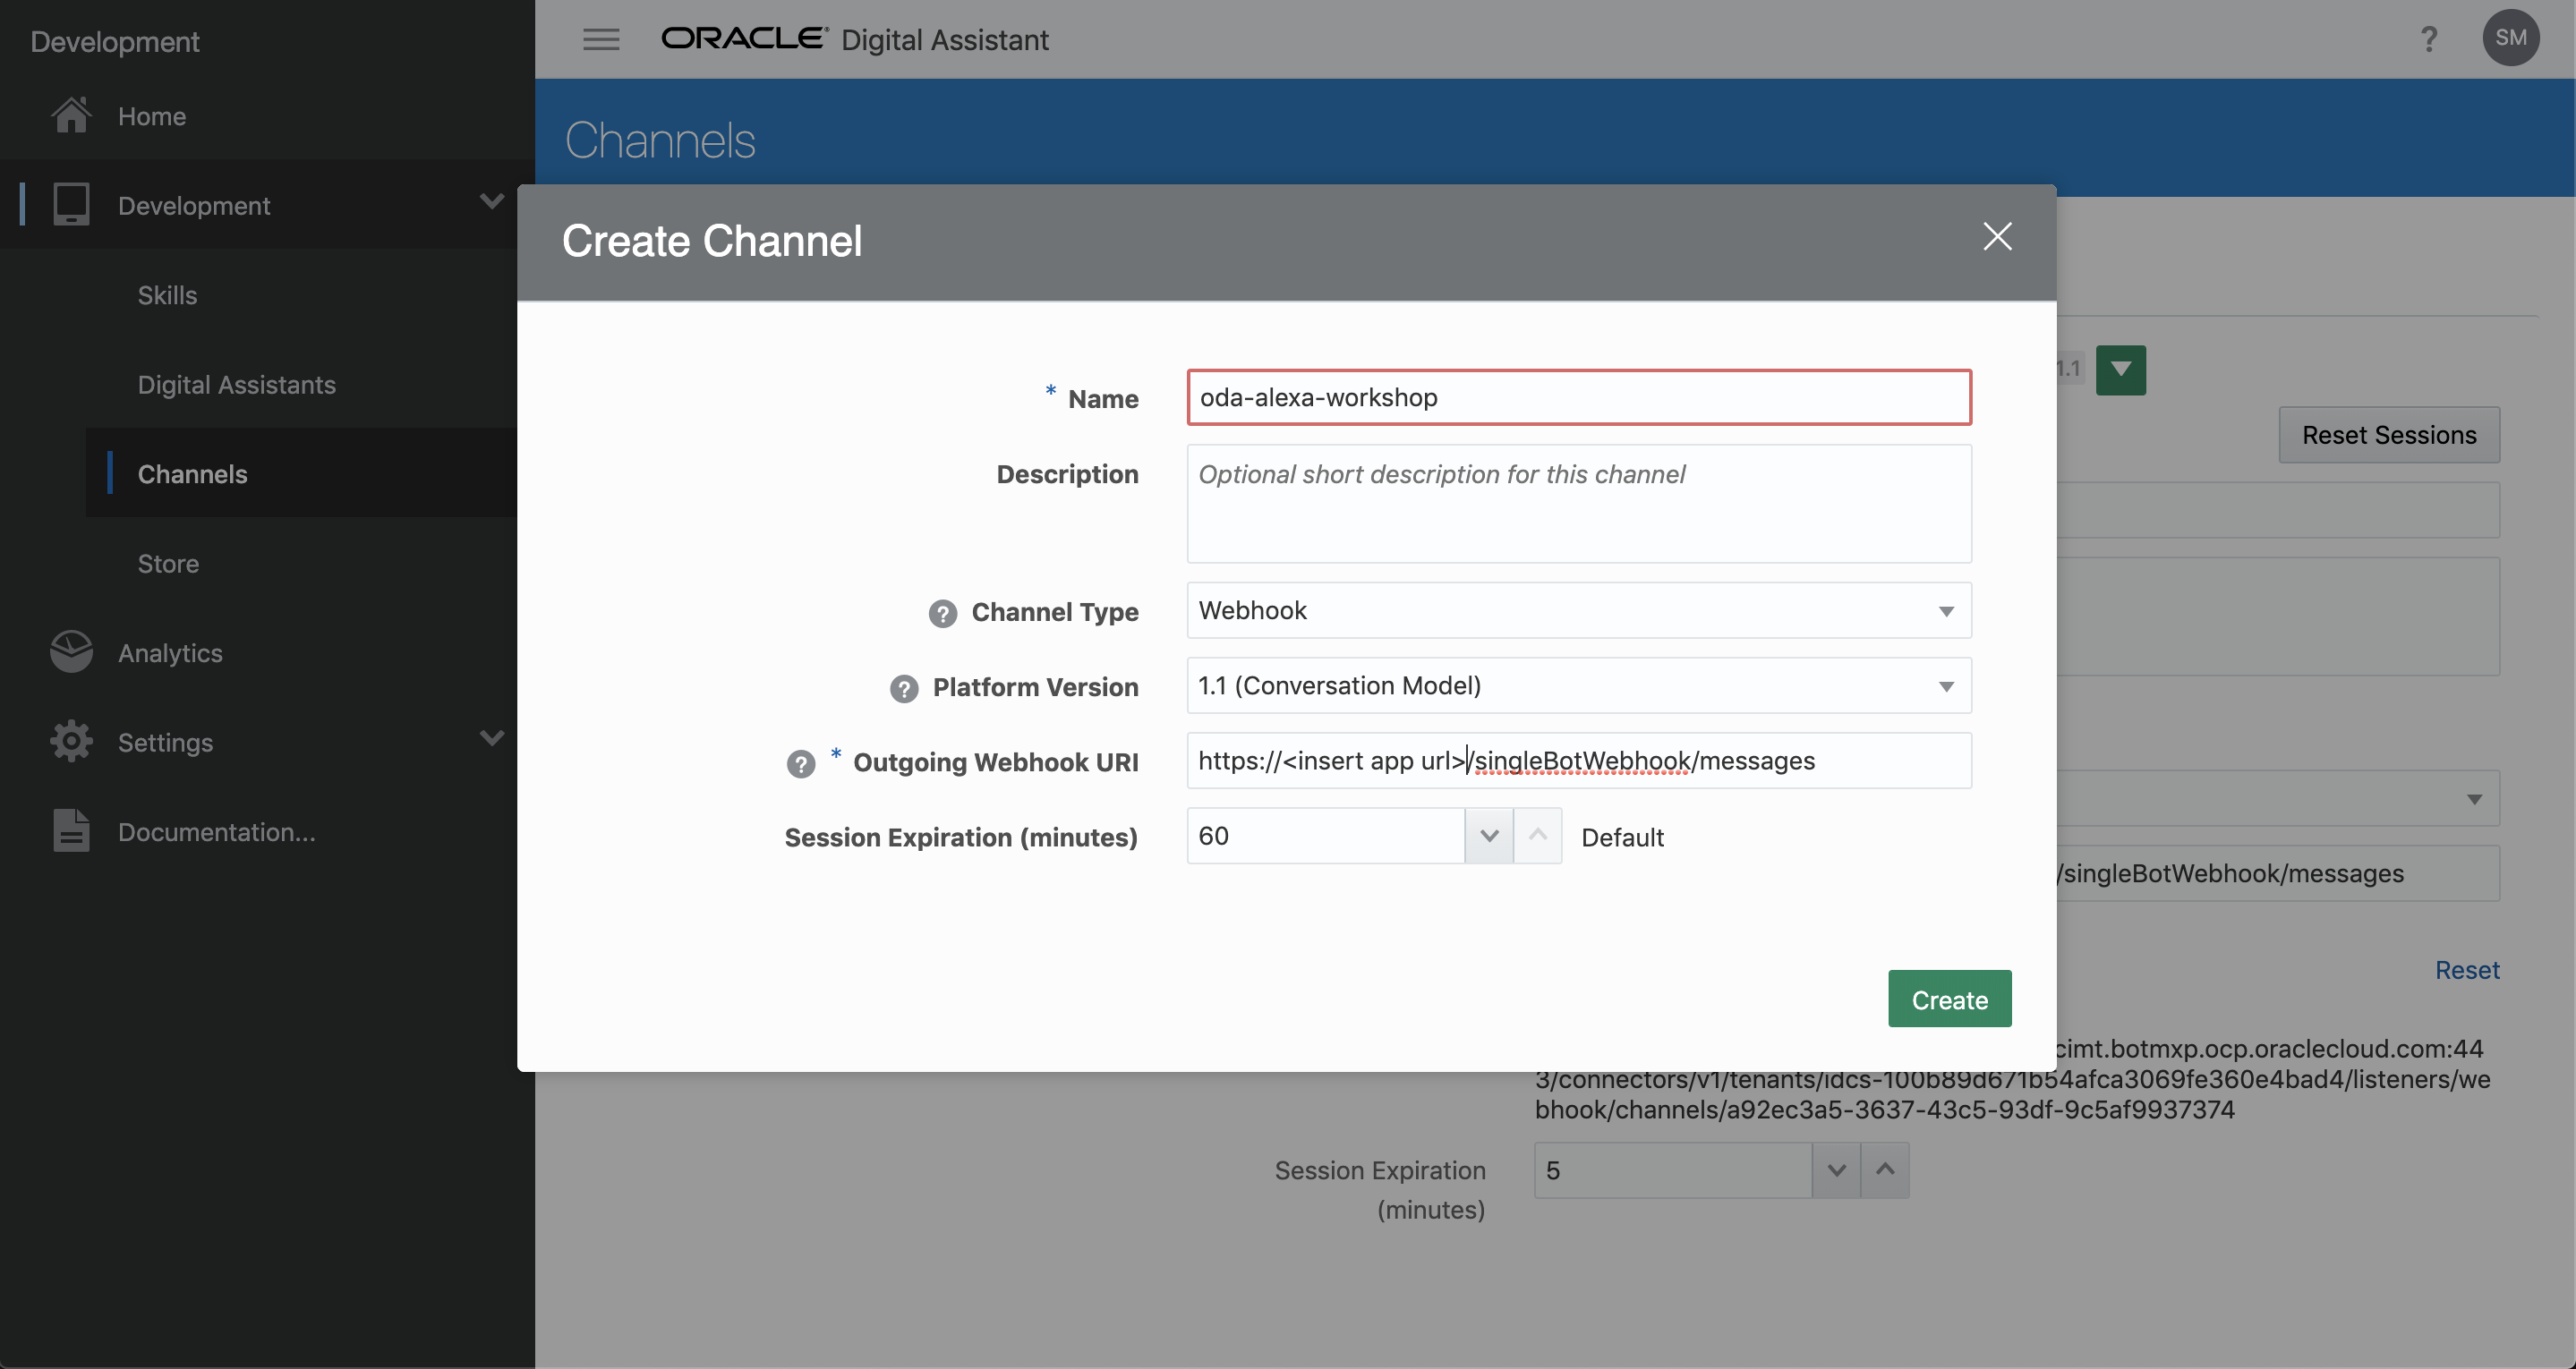 Development
Home
Development
Skills
Digital Assistants
Channels
Store
Analytics
Settings
Documentation...
ORACLE® Digital Assistant
?
SM
Channels
Create Channel
* Name
oda-alexa-workshop
Description
Optional short description for this channel
? Channel Type
Webhook
? Platform Version
1.1 (Conversation Model)
? * Outgoing Webhook URI
https://<insert app url>/singleBotWebhook/messages
Session Expiration (minutes)
60
Default
Create
1.1
Reset Sessions
/singleBotWebhook/messages
Reset
cimt.botmxp.ocp.oraclecloud.com:44
3/connectors/v1/tenants/idcs-100b89d671b54afca3069fe360e4bad4/listeners/we
bhook/channels/a92ec3a5-3637-43c5-93df-9c5af9937374
Session Expiration
(minutes)
5